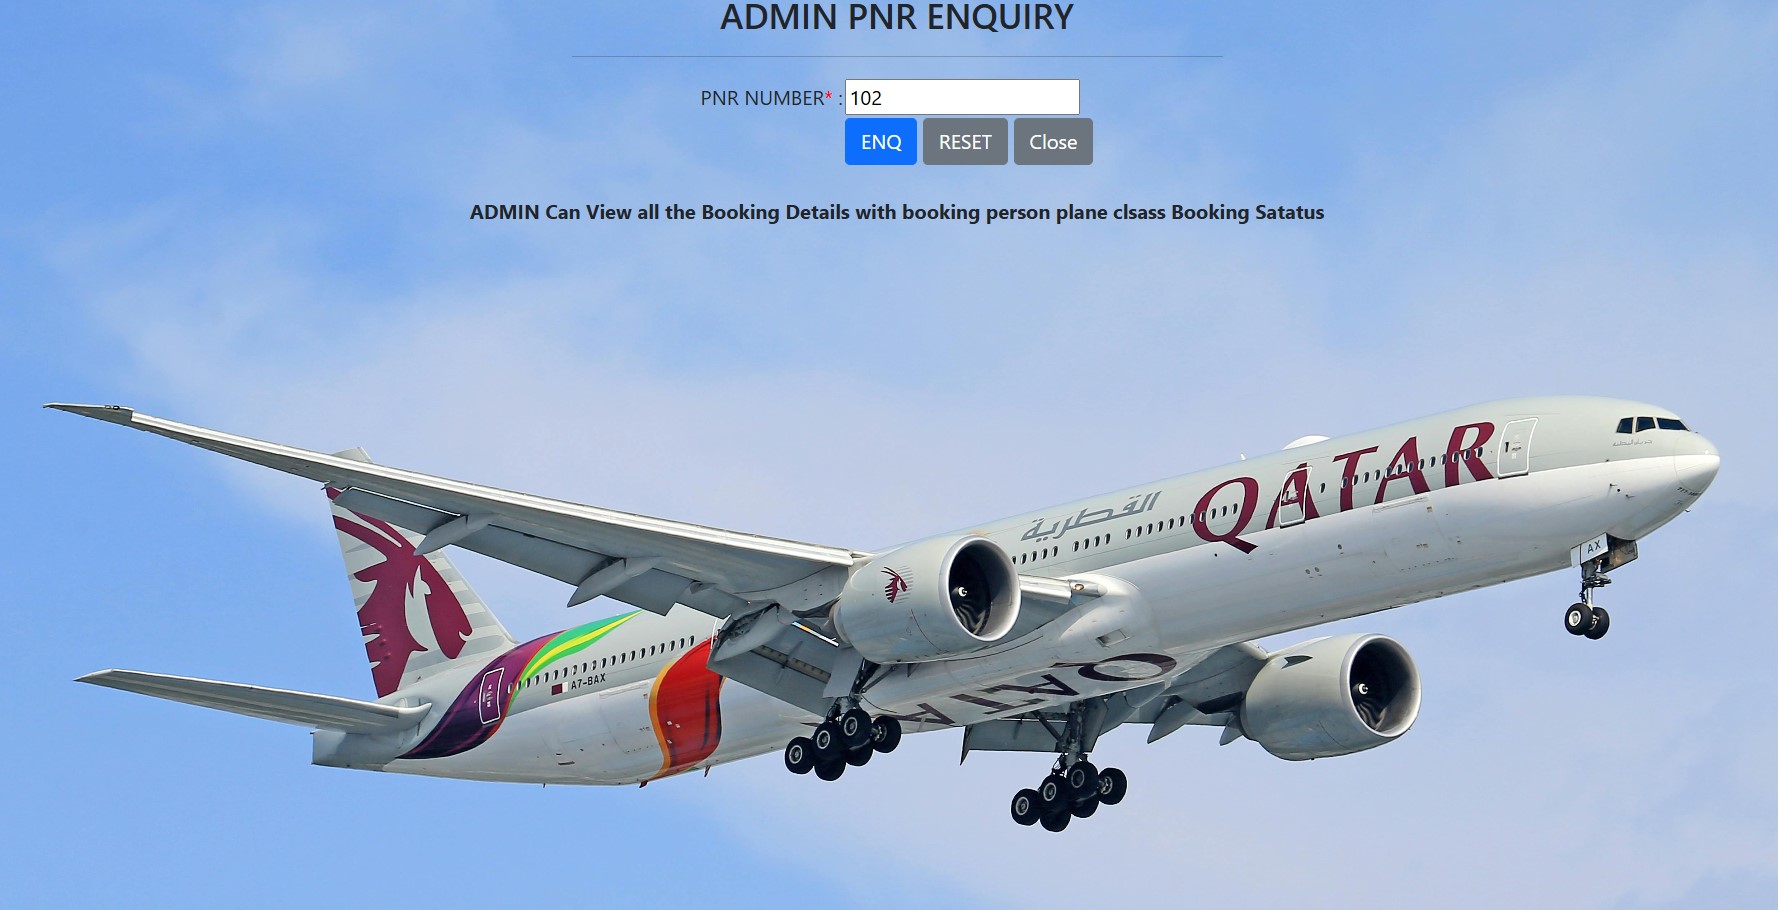 ADMIN PNR ENQUIRY
PNR NUMBER* : 102
ENQ RESET Close
ADMIN Can View all the Booking Details with booking person plane clsass Booking Satatus
QATAR
القطرية
AX
A7-BAX
QATA